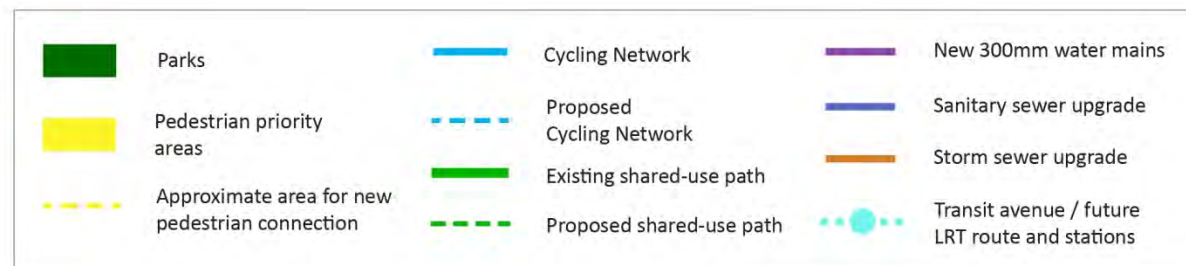 Parks
Pedestrian priority
areas
Approximate area for new
pedestrian connection
Cycling Network
Proposed
Cycling Network
Existing shared-use path
Proposed shared-use path
New 300mm water mains
Sanitary sewer upgrade
Storm sewer upgrade
Transit avenue / future
LRT route and stations